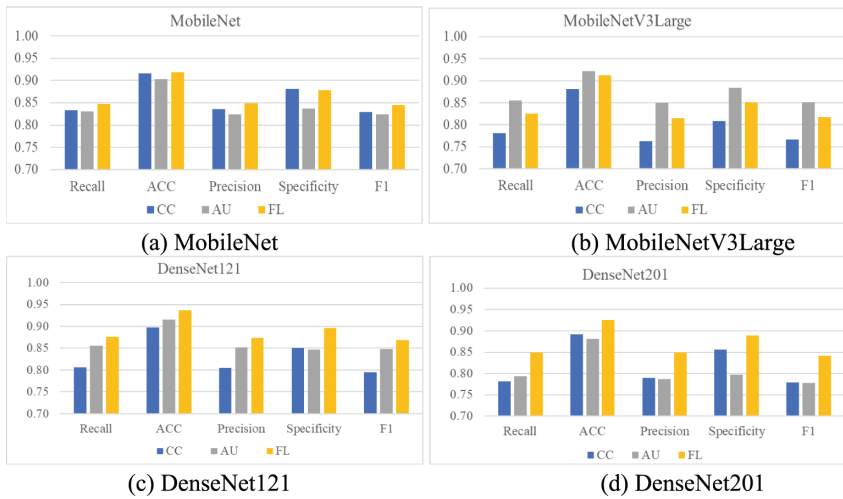 MobileNet
1.00
0.95
0.90
0.85
0.80
0.75
0.70
Recall ACC Precision Specificity F1
CC AU FL
(a) MobileNet
MobileNetV3Large
1.00
0.95
0.90
0.85
0.80
0.75
0.70
Recall ACC Precision Specificity F1
CC AU FL
(b) MobileNetV3Large
DenseNet121
1.00
0.95
0.90
0.85
0.80
0.75
0.70
Recall ACC Precision Specificity F1
CC AU FL
(c) DenseNet121
DenseNet201
1.00
0.95
0.90
0.85
0.80
0.75
0.70
Recall ACC Precision Specificity F1
CC AU FL
(d) DenseNet201